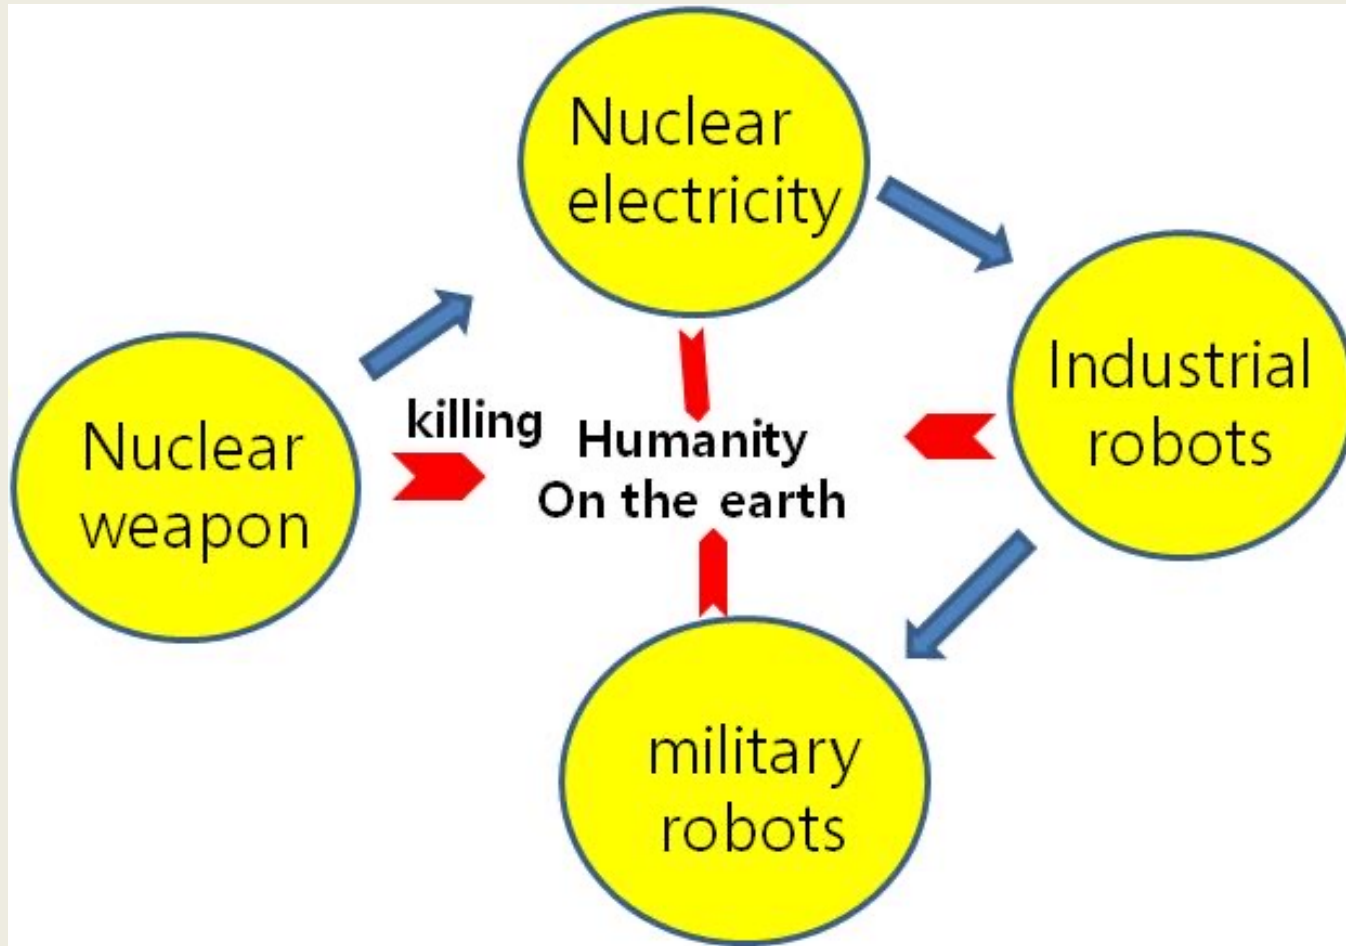 Nuclear
electricity
Industrial
robots
Nuclear
weapon
killing
Humanity
On the earth
military
robots